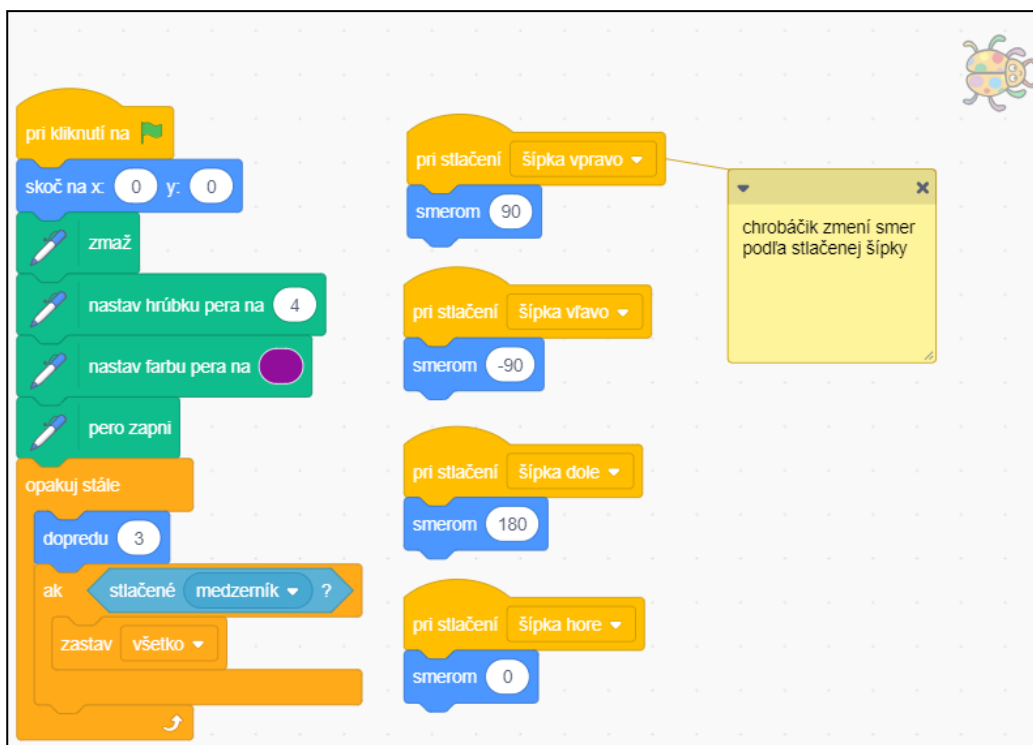 pri kliknutí na
skoč na x: 0 y: 0
zmaž
nastav hrúbku pera na 4
nastav farbu pera na
pero zapni
opakuj stále
dopredu 3
ak stlačené medzerník ?
zastav všetko
pri stlačení šípka vpravo
smerom 90
pri stlačení šípka vľavo
smerom -90
pri stlačení šípka dole
smerom 180
pri stlačení šípka hore
smerom 0
chrobáčik zmení smer
podľa stlačenej šípky